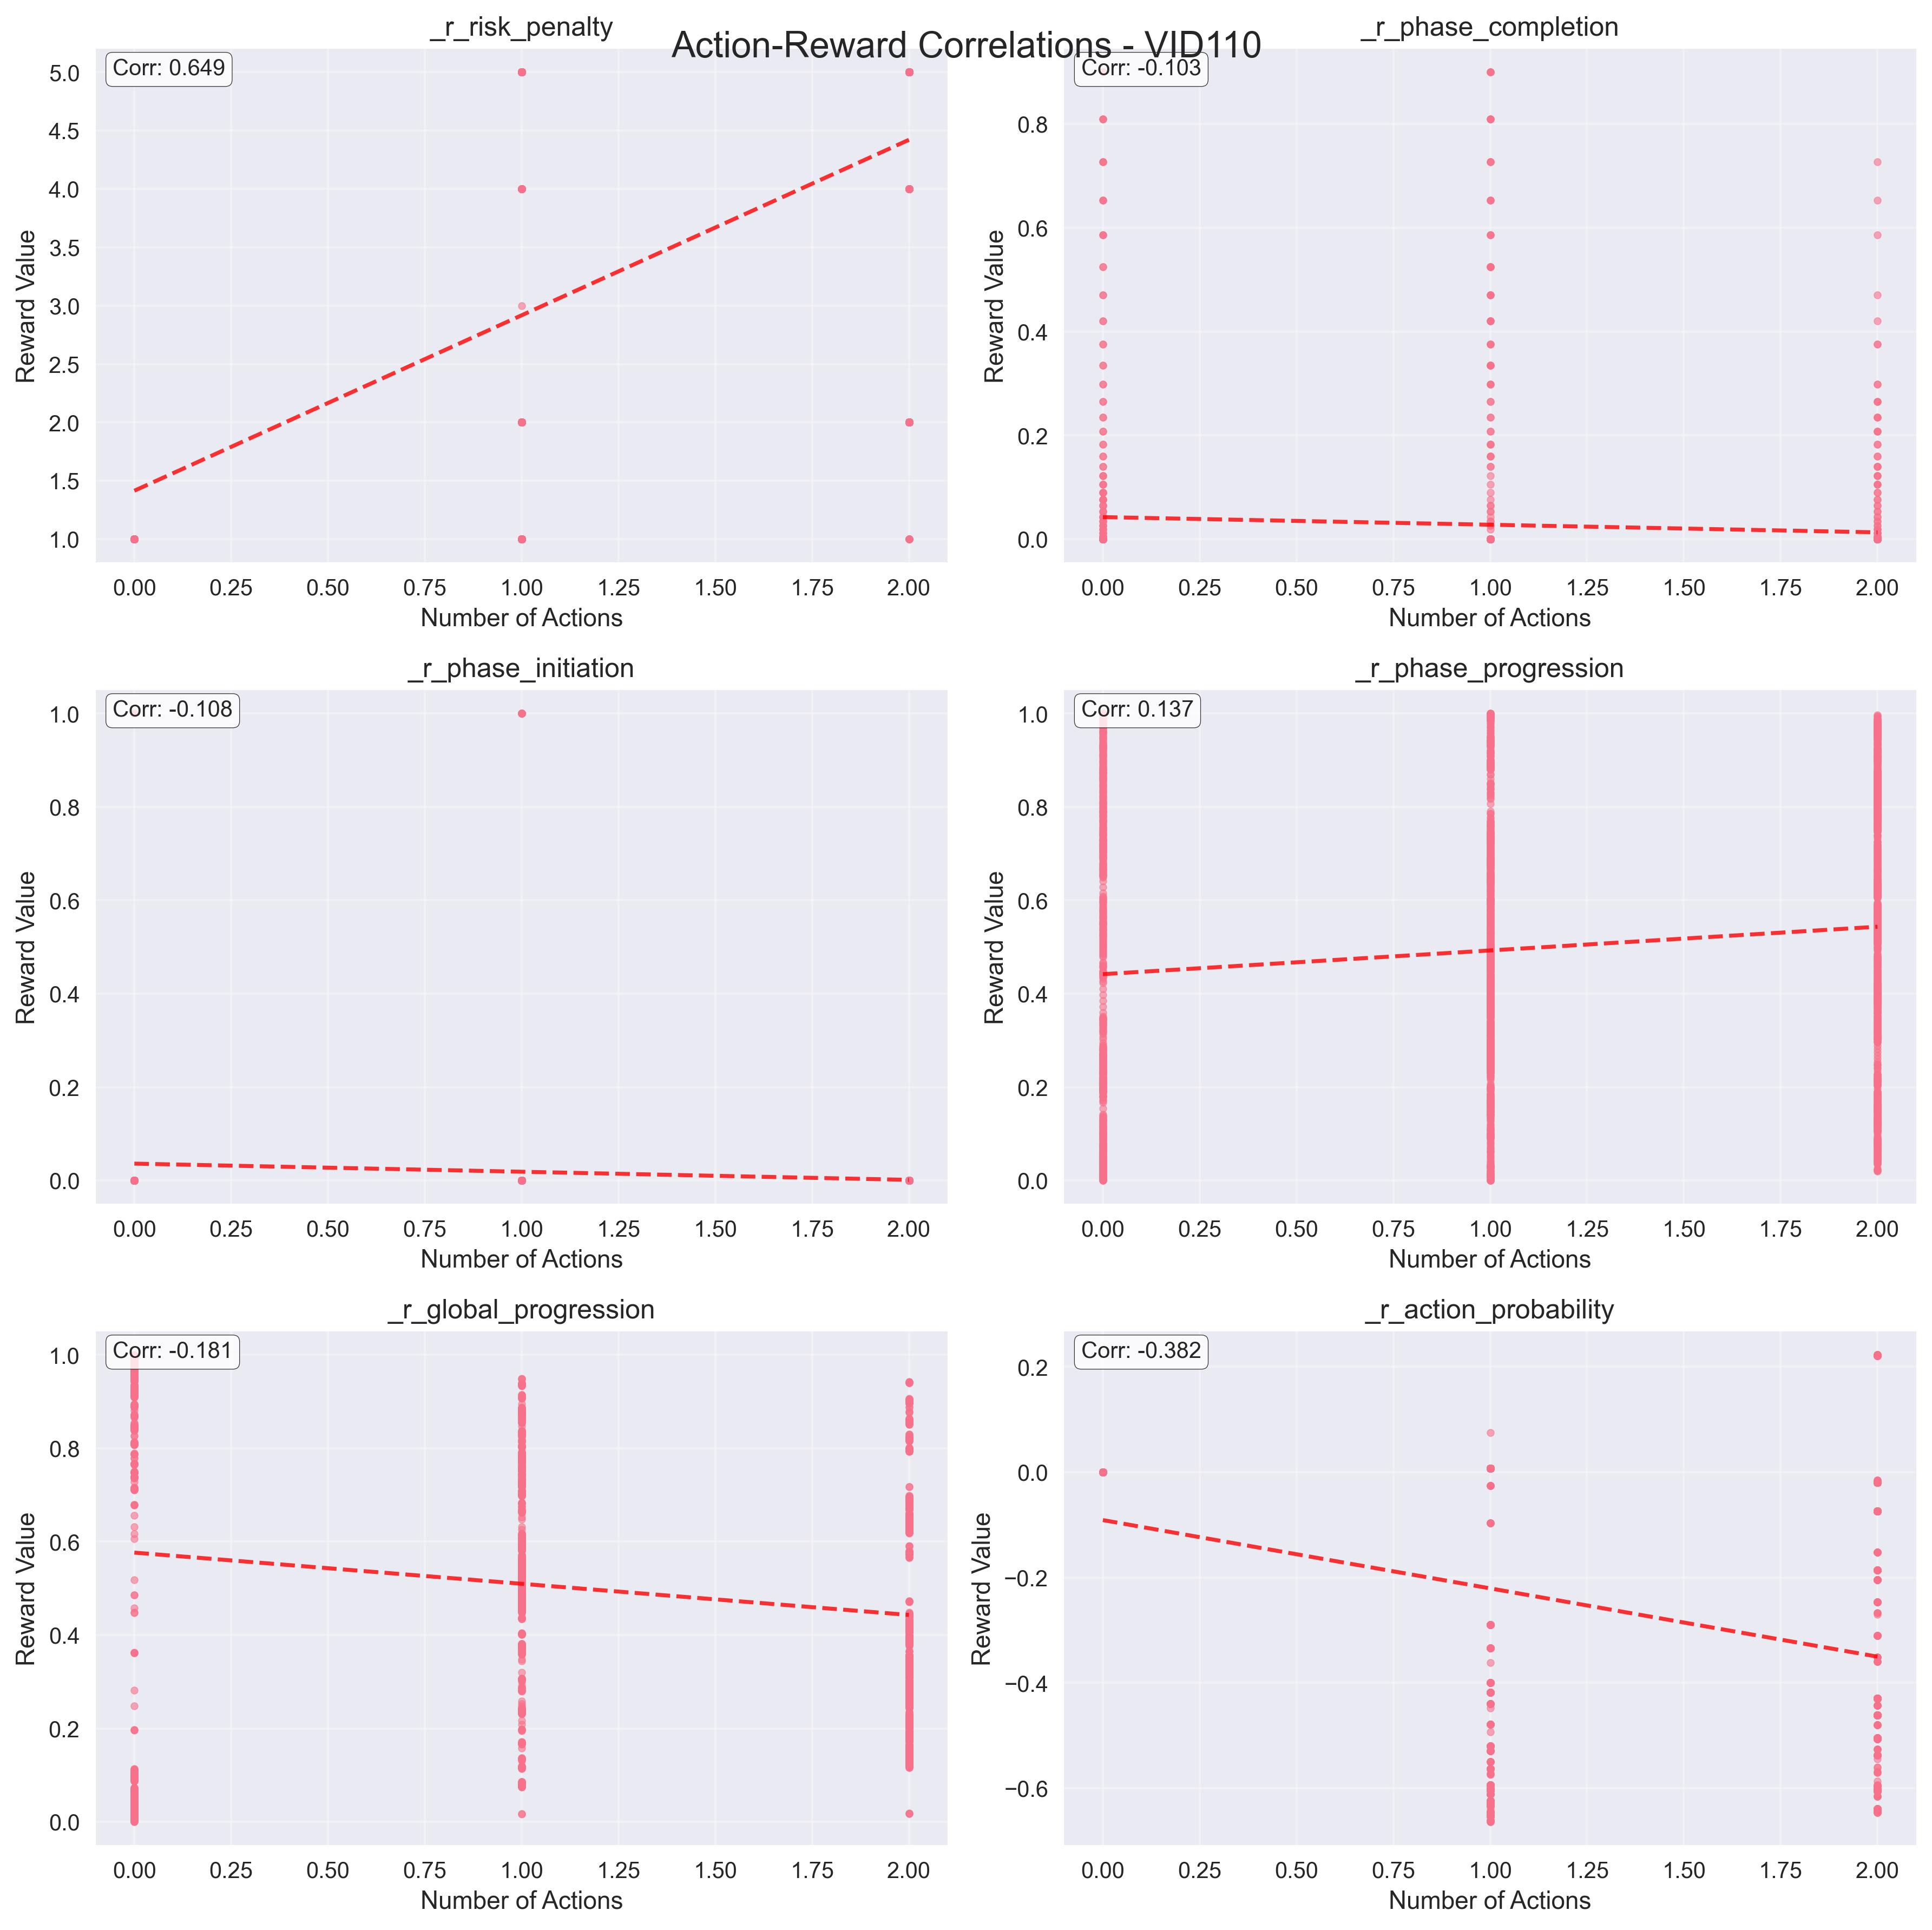 Action-Reward Correlations - VID110
_r_risk_penalty
Corr: 0.649
Reward Value
5.0
4.5
4.0
3.5
3.0
2.5
2.0
1.5
1.0
0.00 0.25 0.50 0.75 1.00 1.25 1.50 1.75 2.00
Number of Actions
_r_phase_completion
Corr: -0.103
Reward Value
0.8
0.6
0.4
0.2
0.0
0.00 0.25 0.50 0.75 1.00 1.25 1.50 1.75 2.00
Number of Actions
_r_phase_initiation
Corr: -0.108
Reward Value
1.0
0.8
0.6
0.4
0.2
0.0
0.00 0.25 0.50 0.75 1.00 1.25 1.50 1.75 2.00
Number of Actions
_r_phase_progression
Corr: 0.137
Reward Value
1.0
0.8
0.6
0.4
0.2
0.0
0.00 0.25 0.50 0.75 1.00 1.25 1.50 1.75 2.00
Number of Actions
_r_global_progression
Corr: -0.181
Reward Value
1.0
0.8
0.6
0.4
0.2
0.0
0.00 0.25 0.50 0.75 1.00 1.25 1.50 1.75 2.00
Number of Actions
_r_action_probability
Corr: -0.382
Reward Value
0.2
0.0
−0.2
−0.4
−0.6
0.00 0.25 0.50 0.75 1.00 1.25 1.50 1.75 2.00
Number of Actions